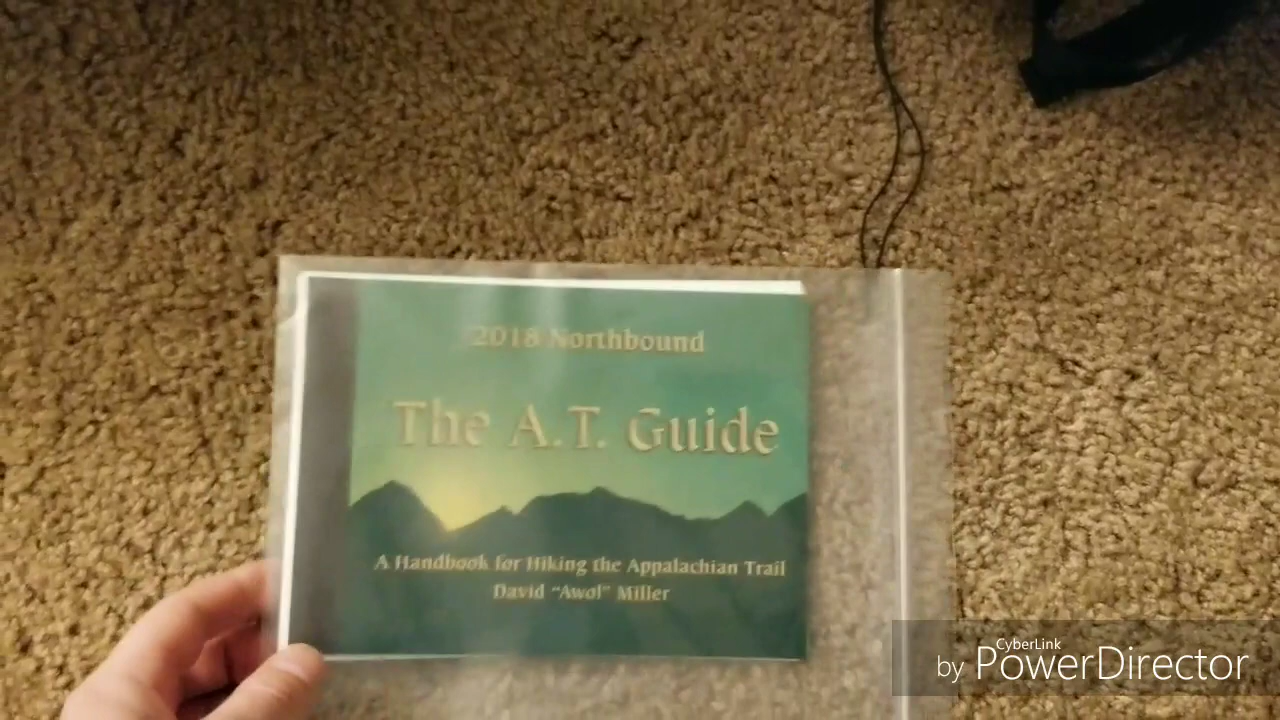 2018 Northbound
The A.T. Guide
A Handbook for Hiking the Appalachian Trail
David “Awol” Miller
CyberLink
by PowerDirector